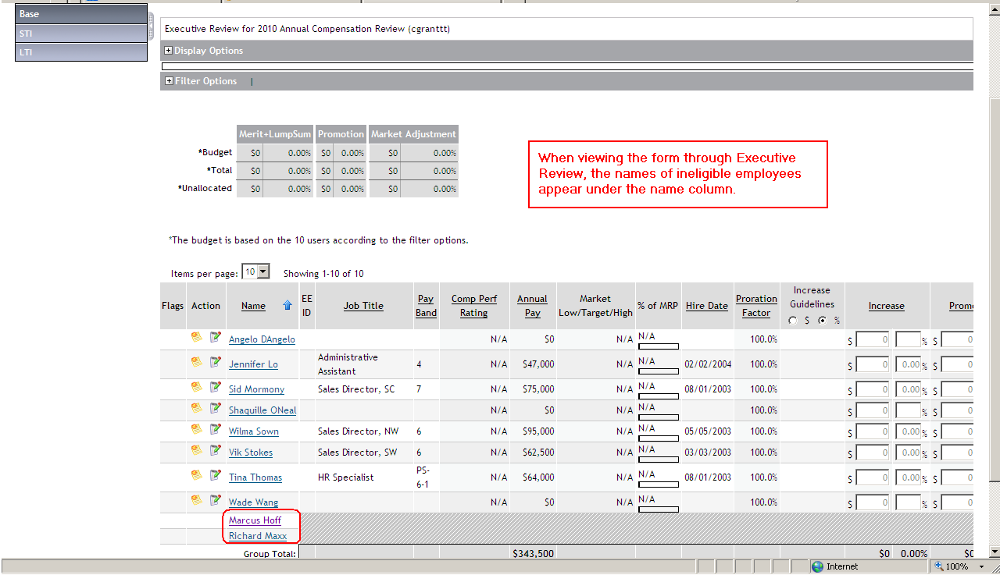 Base
STI
LTI
Executive Review for 2010 Annual Compensation Review (cgranttt)
Display Options
Filter Options |
Merit+LumpSum Promotion Market Adjustment
*Budget $0 0.00% $0 0.00% $0 0.00%
*Total $0 0.00% $0 0.00% $0 0.00%
*Unallocated $0 0.00% $0 0.00% $0 0.00%
When viewing the form through Executive
Review, the names of ineligible employees
appear under the name column.
*The budget is based on the 10 users according to the filter options.
Items per page: 10 Showing 1-10 of 10
Flags Action Name EE ID Job Title Pay Band Comp Perf Rating Annual Pay Market Low/Target/High % of MRP Hire Date Proration Factor Increase Guidelines $ % Increase Promo
Angelo DAngelo N/A $0 N/A N/A 100.0% $ 0 % $ 0
Jennifer Lo Administrative Assistant 4 N/A $47,000 N/A N/A 02/02/2004 100.0% $ 0 0.00 % $ 0
Sid Mormony Sales Director, SC 7 N/A $75,000 N/A N/A 08/01/2003 100.0% $ 0 0.00 % $ 0
Shaquille ONeal N/A $0 N/A N/A 100.0% $ 0 % $ 0
Wilma Sown Sales Director, NW 6 N/A $95,000 N/A N/A 05/05/2003 100.0% $ 0 0.00 % $ 0
Vik Stokes Sales Director, SW 6 N/A $62,500 N/A N/A 03/03/2003 100.0% $ 0 0.00 % $ 0
Tina Thomas HR Specialist PS-6-1 N/A $64,000 N/A N/A 08/01/2003 100.0% $ 0 0.00 % $ 0
Wade Wang N/A $0 N/A N/A 100.0% $ 0 % $ 0
Marcus Hoff
Richard Maxx
Group Total: $343,500 $0 0.00% $0
Internet 100%